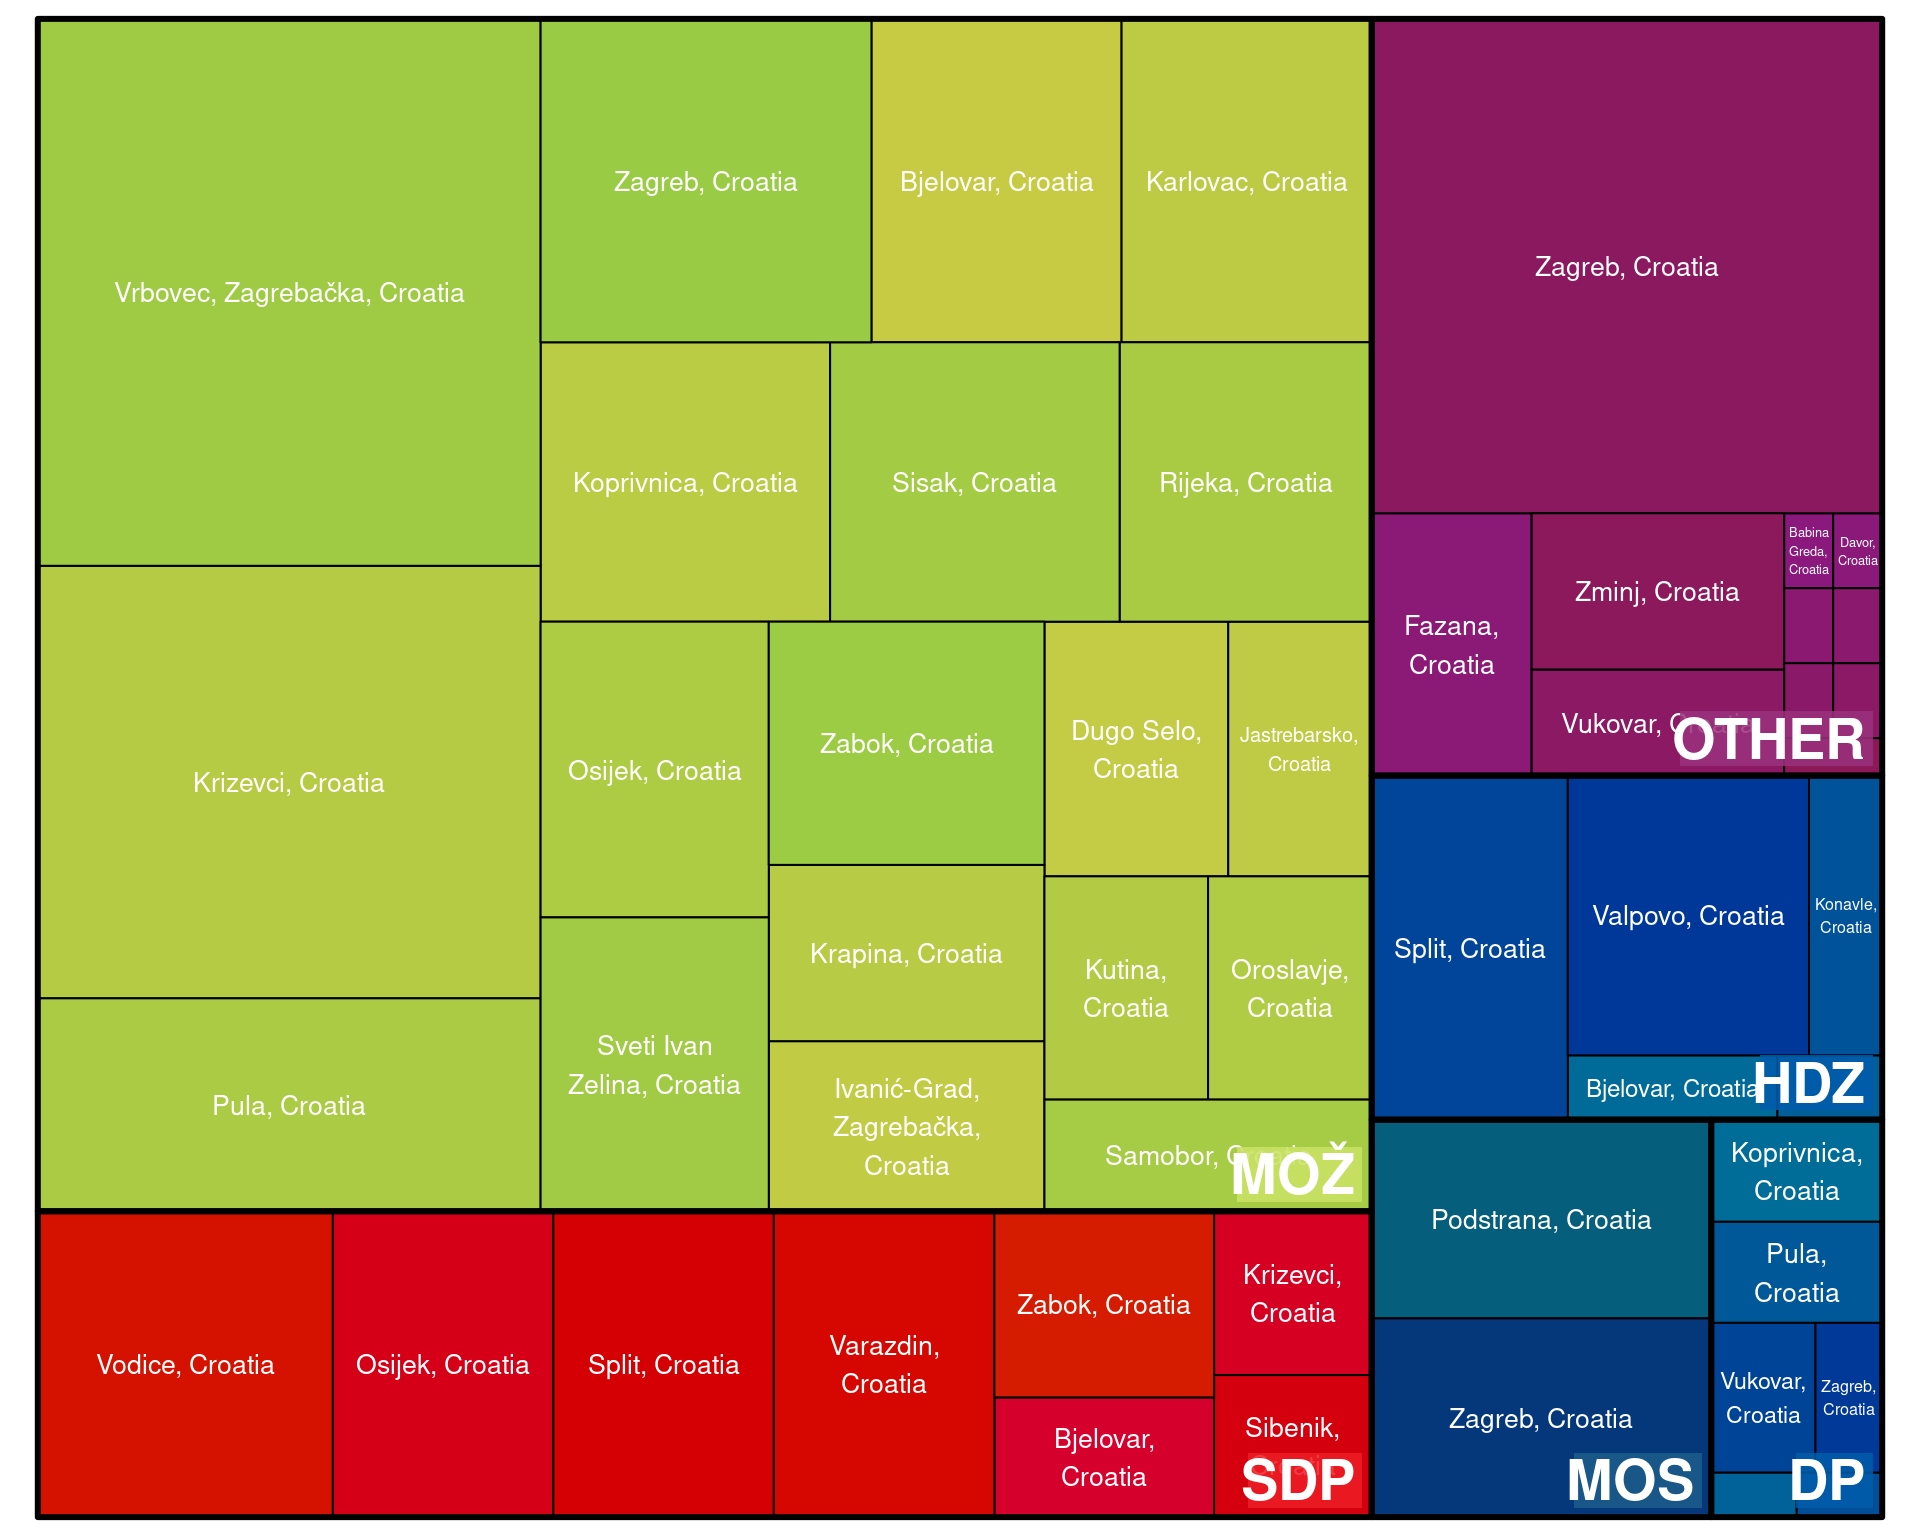 Vrbovec, Zagrebačka, Croatia
Zagreb, Croatia
Bjelovar, Croatia
Karlovac, Croatia
Koprivnica, Croatia
Sisak, Croatia
Rijeka, Croatia
Krizevci, Croatia
Pula, Croatia
Osijek, Croatia
Sveti Ivan
Zelina, Croatia
Zabok, Croatia
Krapina, Croatia
Ivanić-Grad,
Zagrebačka,
Croatia
Dugo Selo,
Croatia
Jastrebarsko,
Croatia
Kutina,
Croatia
Oroslavje,
Croatia
Samobor, Croatia
MOŽ
Vodice, Croatia
Osijek, Croatia
Split, Croatia
Varazdin,
Croatia
Zabok, Croatia
Bjelovar,
Croatia
Krizevci,
Croatia
Sibenik,
Croatia
SDP
Zagreb, Croatia
Fazana,
Croatia
Zminj, Croatia
Vukovar, Croatia
Babina
Greda,
Croatia
Davor,
Croatia
OTHER
Split, Croatia
Valpovo, Croatia
Konavle,
Croatia
Bjelovar, Croatia
HDZ
Podstrana, Croatia
Zagreb, Croatia
MOS
Koprivnica,
Croatia
Pula,
Croatia
Vukovar,
Croatia
Zagreb,
Croatia
DP